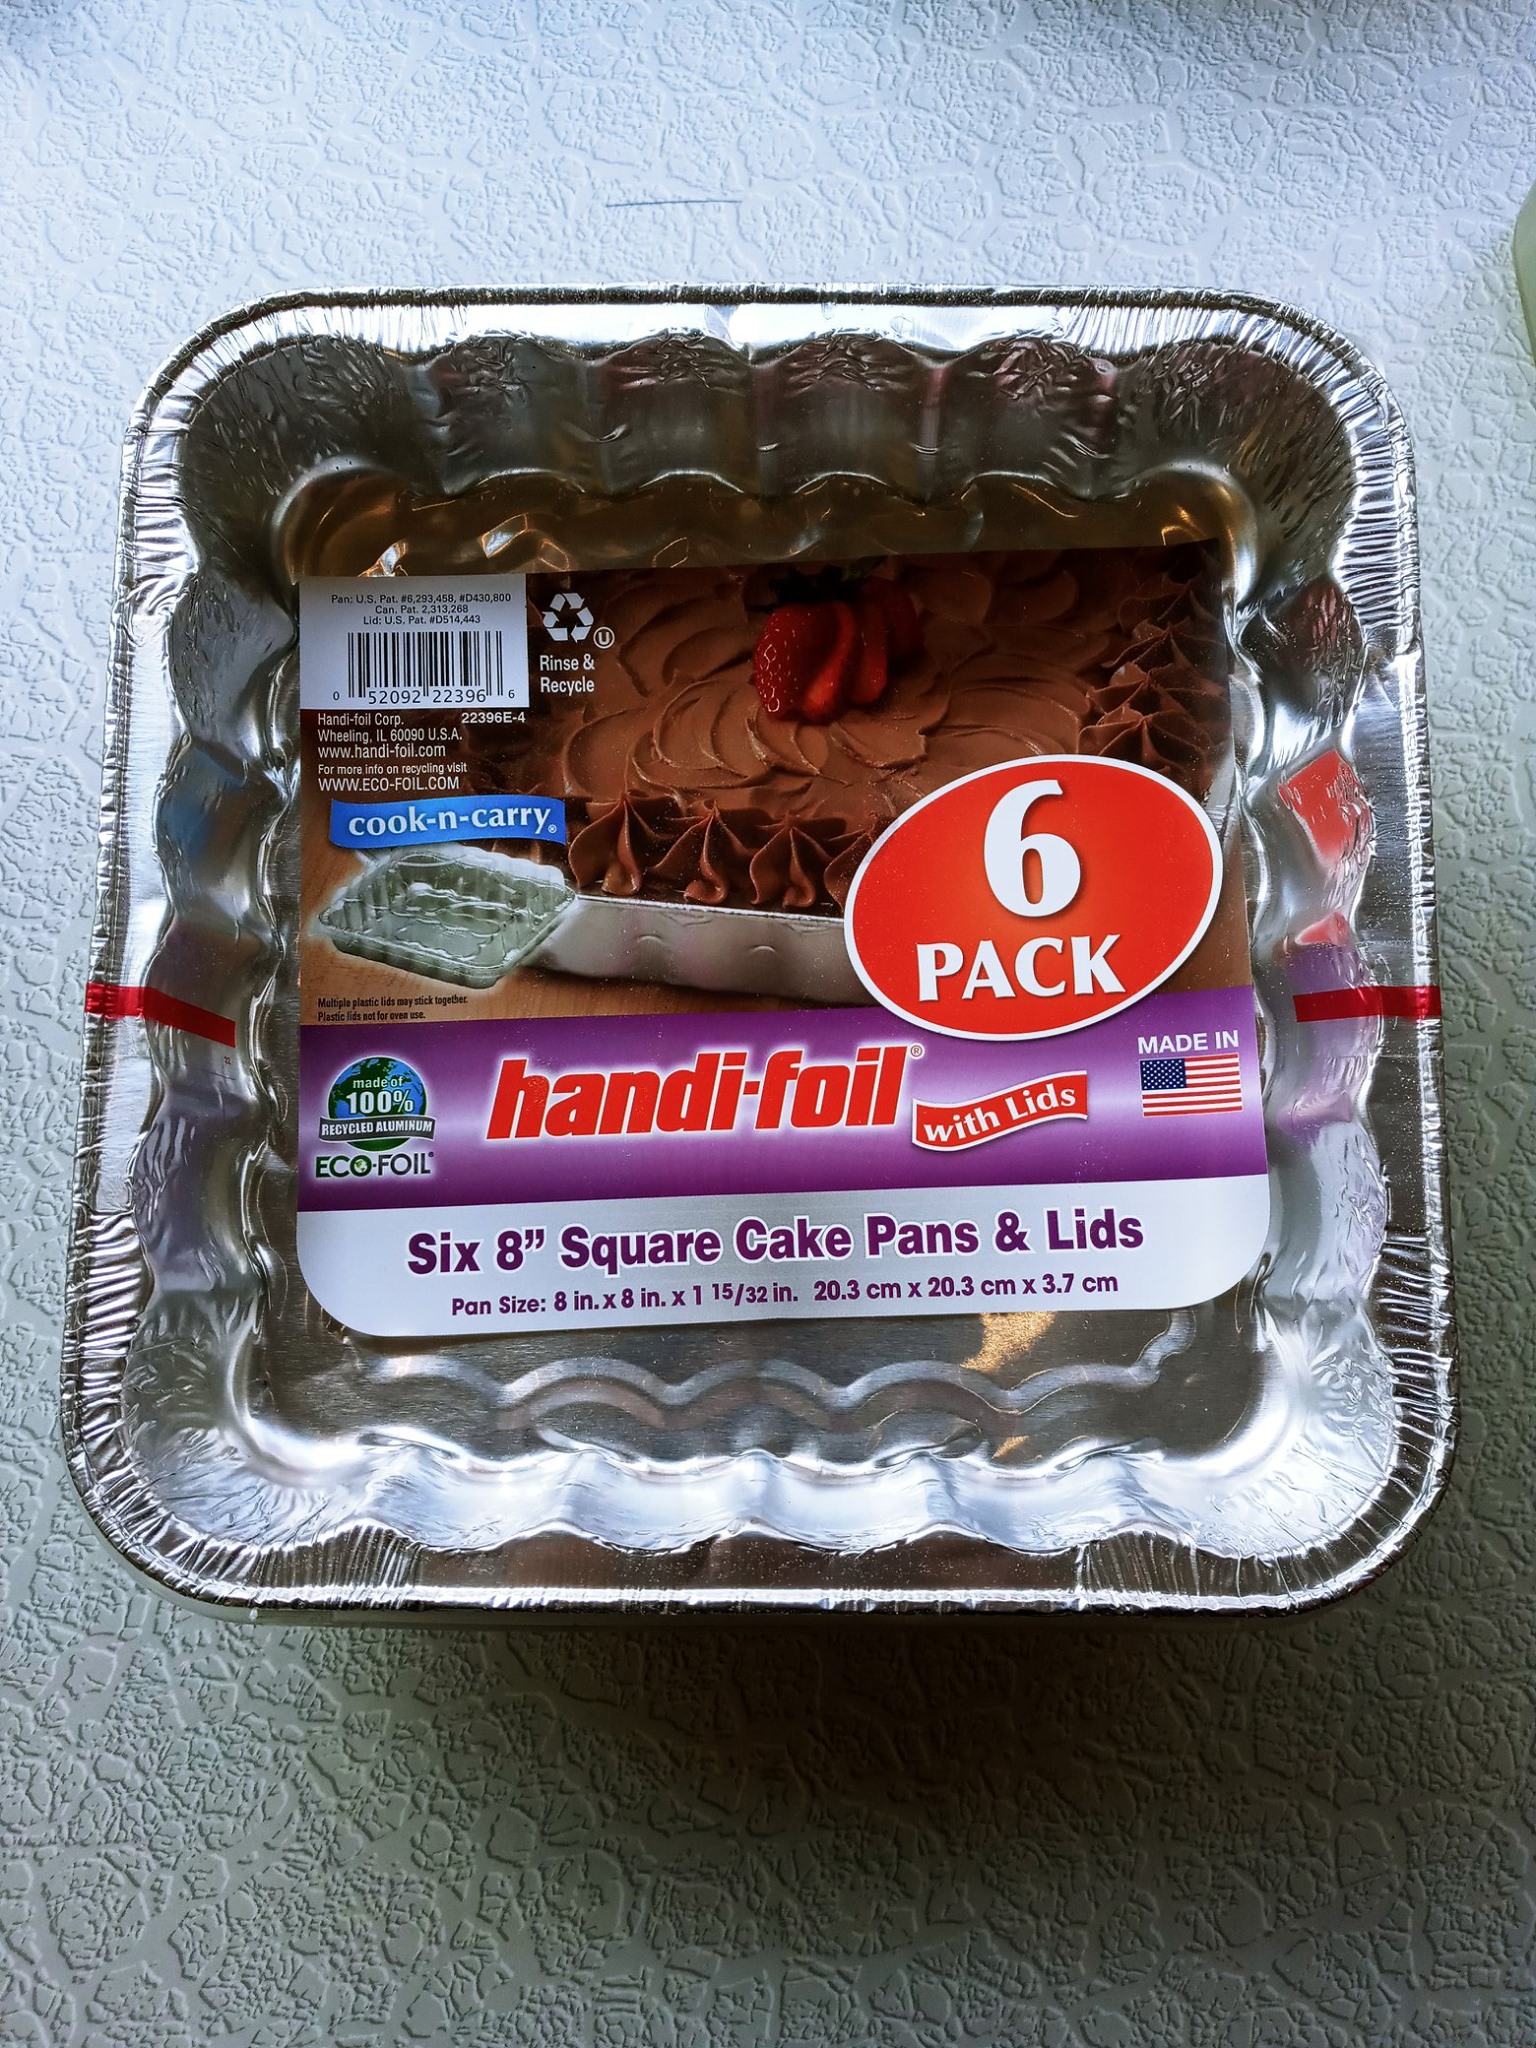 Pan: U.S. Pat. #6,293,458, #D430,800
Can. Pat. 2,313,268
Lid: U.S. Pat. #D514,443
0 52092 22396 6
Handi-foil Corp. 22396E-4
Wheeling, IL 60090 U.S.A.
www.handi-foil.com
For more info on recycling visit
WWW.ECO-FOIL.COM
U
Rinse &
Recycle
cook-n-carry®
6
PACK
Multiple plastic lids may stick together.
Plastic lids not for oven use.
made of
100%
RECYCLED ALUMINUM
ECO-FOIL®
handi-foil®
with Lids
MADE IN
Six 8” Square Cake Pans & Lids
Pan Size: 8 in. x 8 in. x 1 15/32 in. 20.3 cm x 20.3 cm x 3.7 cm